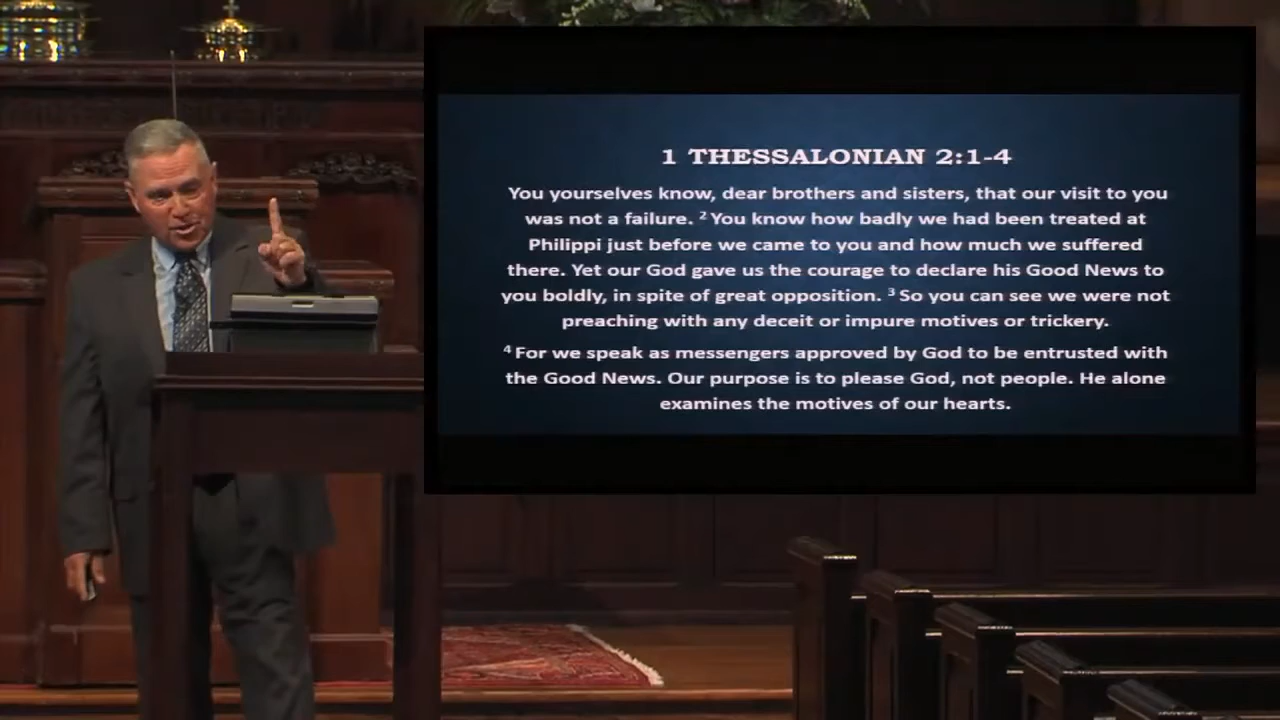 1 THESSALONIAN 2:1-4
You yourselves know, dear brothers and sisters, that our visit to you
was not a failure. ² You know how badly we had been treated at
Philippi just before we came to you and how much we suffered
there. Yet our God gave us the courage to declare his Good News to
you boldly, in spite of great opposition. ³ So you can see we were not
preaching with any deceit or impure motives or trickery.
⁴ For we speak as messengers approved by God to be entrusted with
the Good News. Our purpose is to please God, not people. He alone
examines the motives of our hearts.